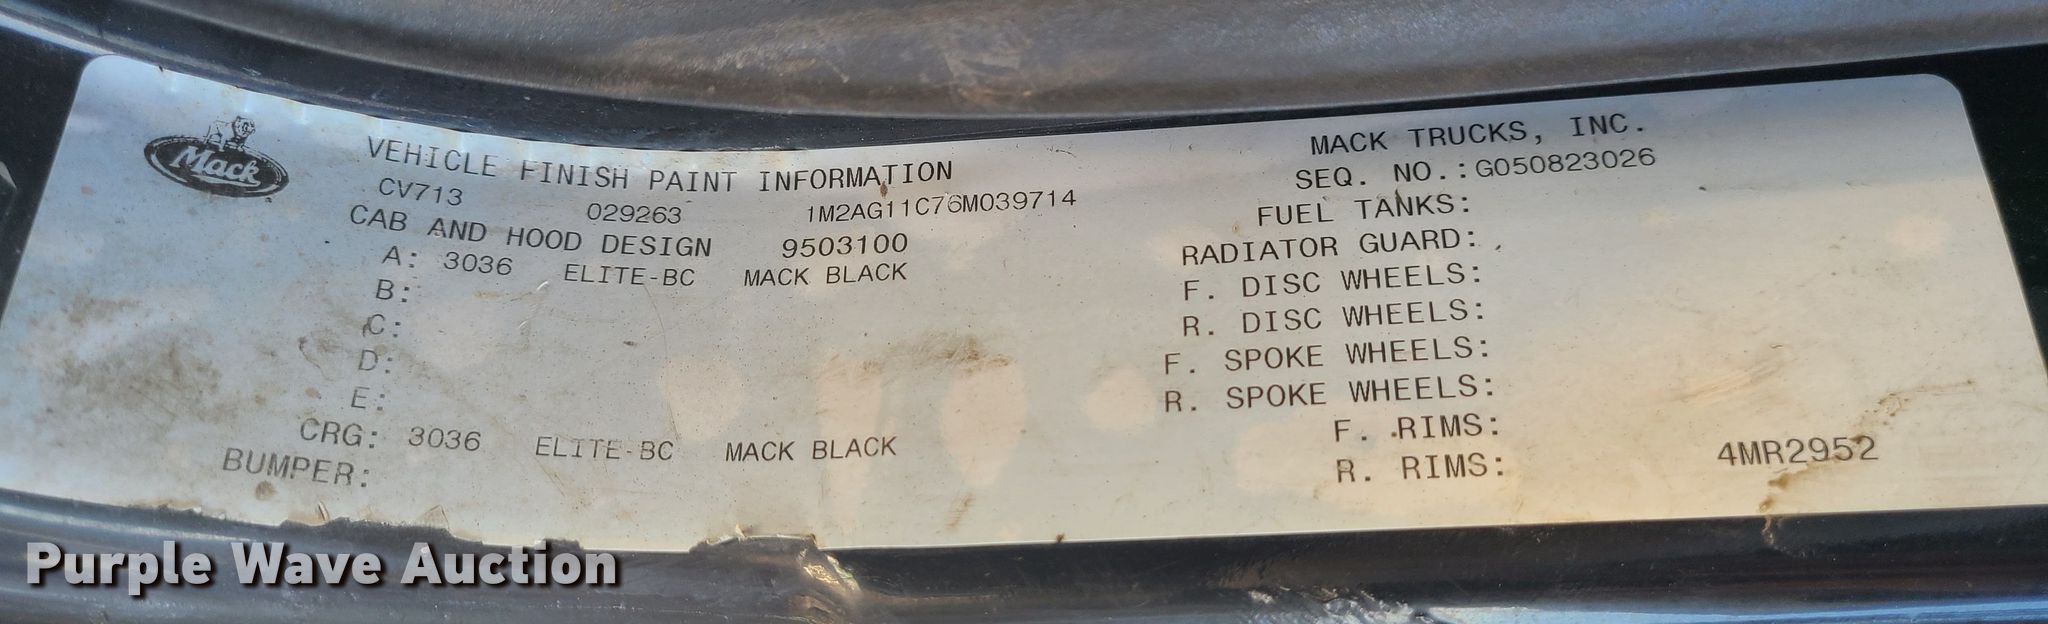 Mack
VEHICLE FINISH PAINT INFORMATION
CV713 029263 1M2AG11C76M039714
CAB AND HOOD DESIGN 9503100
A: 3036 ELITE-BC MACK BLACK
B:
C:
D:
E:
CRG: 3036 ELITE-BC MACK BLACK
BUMPER:
MACK TRUCKS, INC.
SEQ. NO.:G050823026
FUEL TANKS:
RADIATOR GUARD:
F. DISC WHEELS:
R. DISC WHEELS:
F. SPOKE WHEELS:
R. SPOKE WHEELS:
F. RIMS:
R. RIMS:
4MR2952
Purple Wave Auction